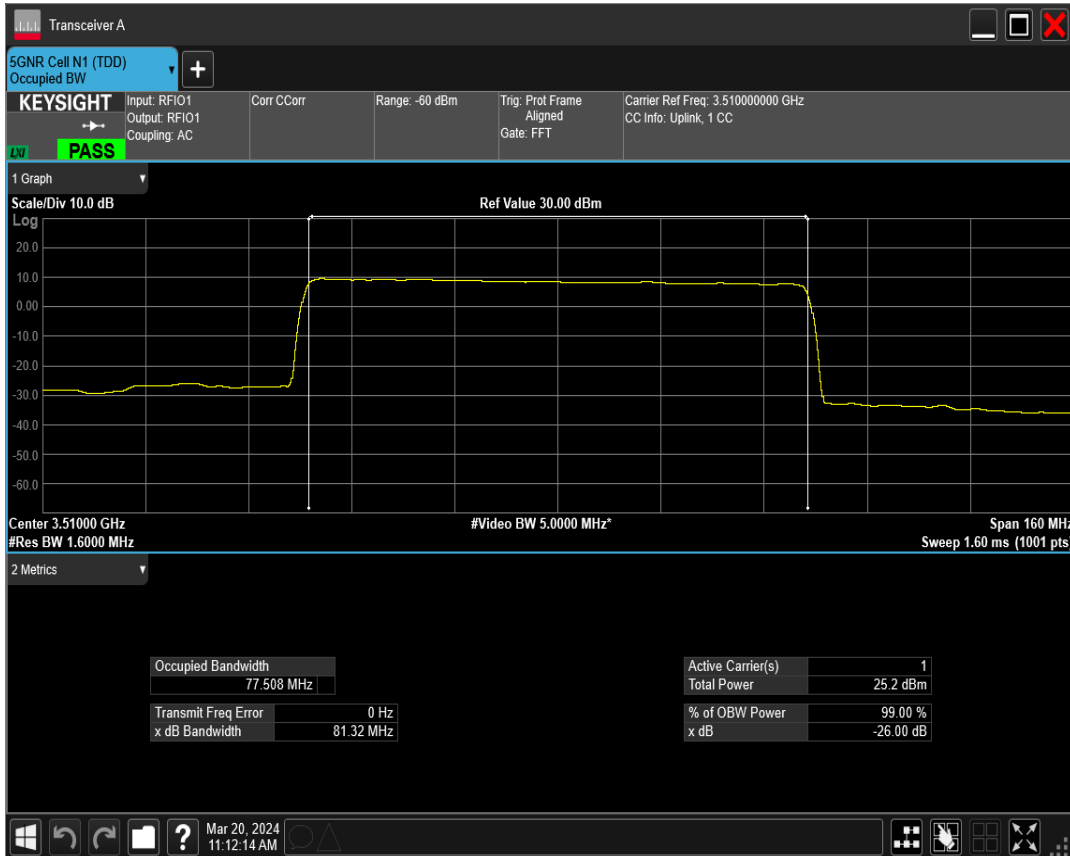 Transceiver A
5GNR Cell N1 (TDD)
Occupied BW
+
KEYSIGHT
LXI
PASS
Input: RFIO1
Output: RFIO1
Coupling: AC
Corr CCorr
Range: -60 dBm
Trig: Prot Frame
Aligned
Gate: FFT
Carrier Ref Freq: 3.510000000 GHz
CC Info: Uplink, 1 CC
1 Graph
Scale/Div 10.0 dB
Ref Value 30.00 dBm
Log
20.0
10.0
0.00
-10.0
-20.0
-30.0
-40.0
-50.0
-60.0
Center 3.51000 GHz
#Video BW 5.0000 MHz*
Span 160 MHz
#Res BW 1.6000 MHz
Sweep 1.60 ms (1001 pts)
2 Metrics
Occupied Bandwidth
77.508 MHz
Transmit Freq Error 0 Hz
x dB Bandwidth 81.32 MHz
Active Carrier(s) 1
Total Power 25.2 dBm
% of OBW Power 99.00 %
x dB -26.00 dB
?
Mar 20, 2024
11:12:14 AM